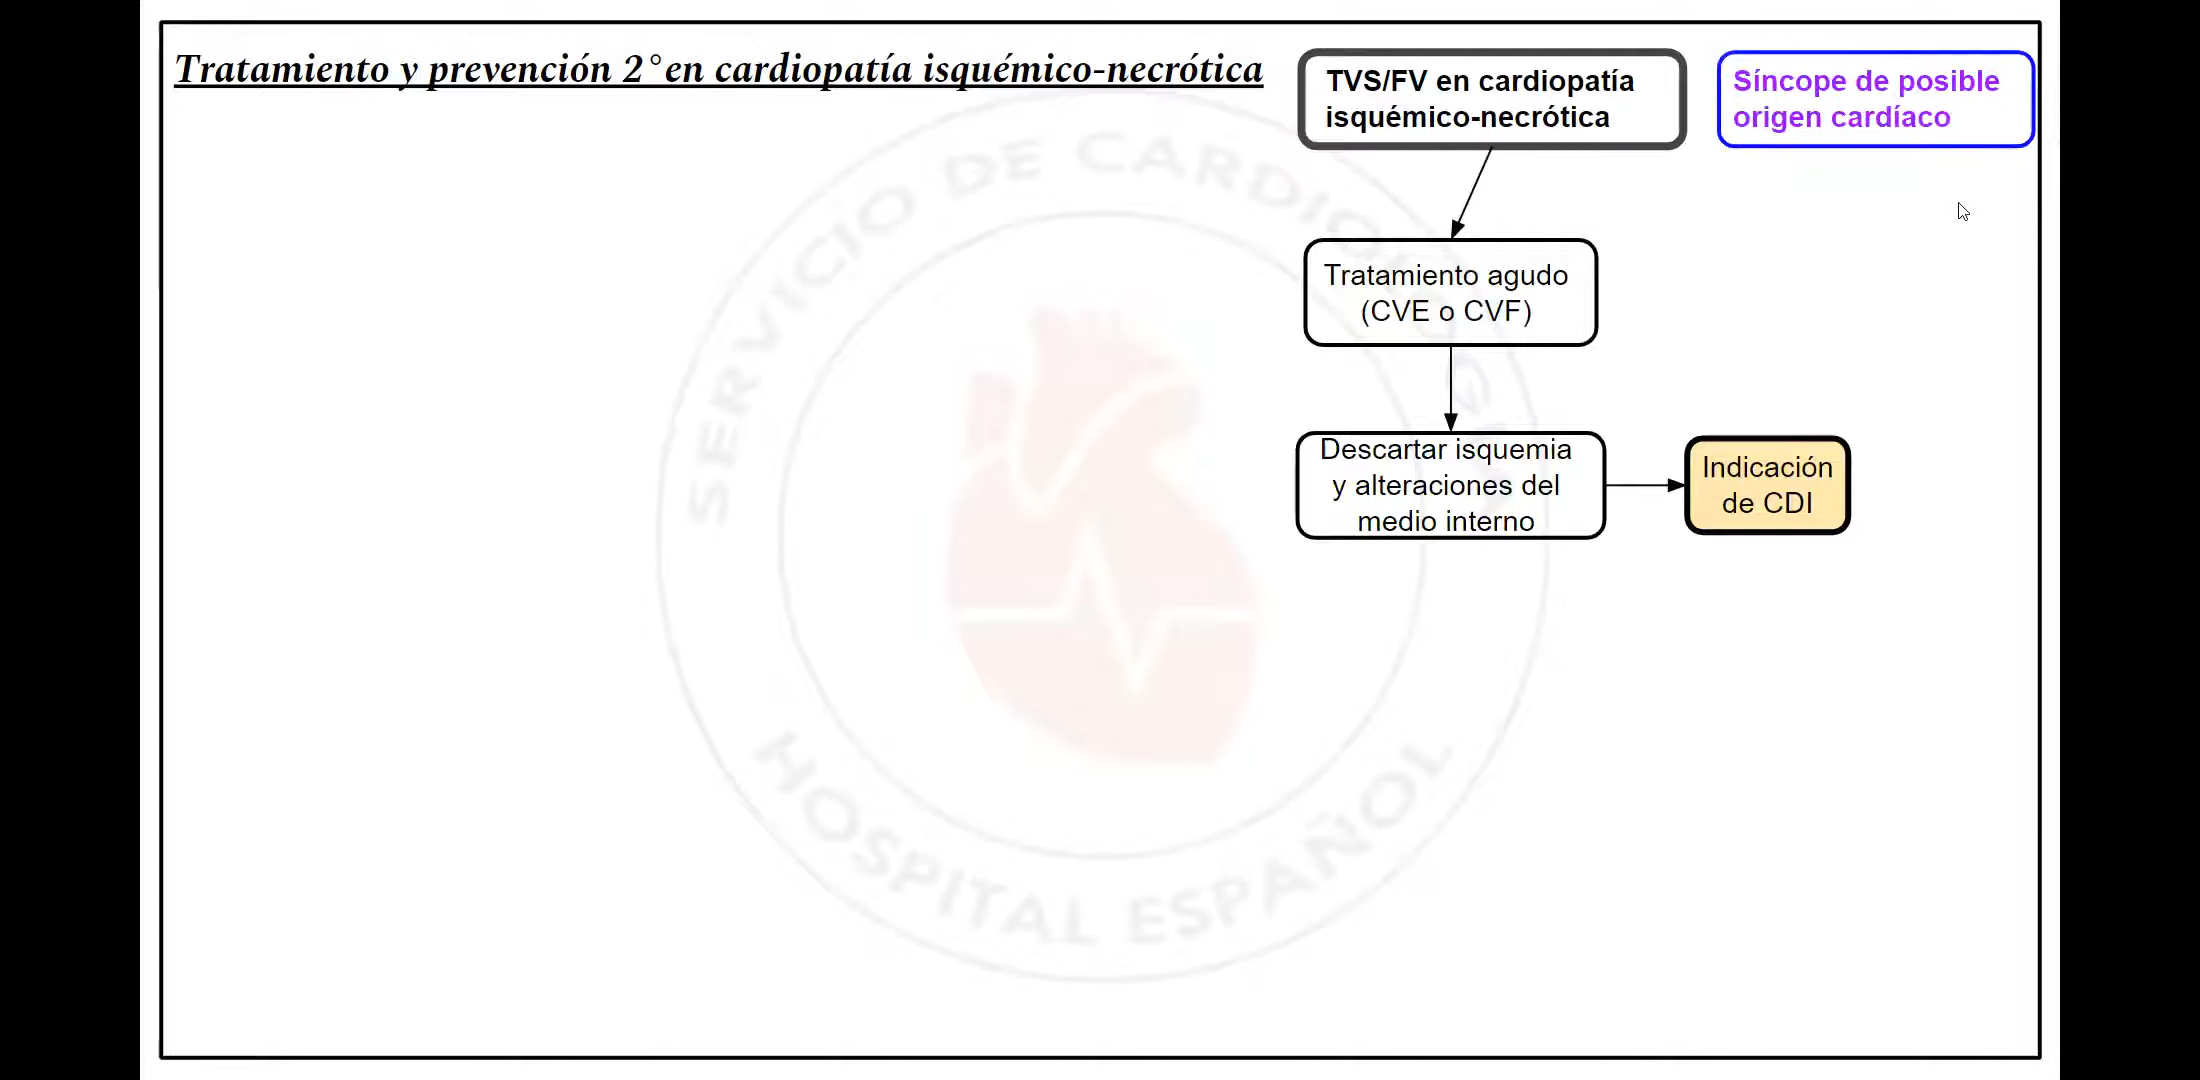 Tratamiento y prevención 2° en cardiopatía isquémico-necrótica
TVS/FV en cardiopatía
isquémico-necrótica
Síncope de posible
origen cardíaco
Tratamiento agudo
(CVE o CVF)
Descartar isquemia
y alteraciones del
medio interno
Indicación
de CDI
SERVICIO DE CARDIOLOGIA
HOSPITAL ESPAÑOL